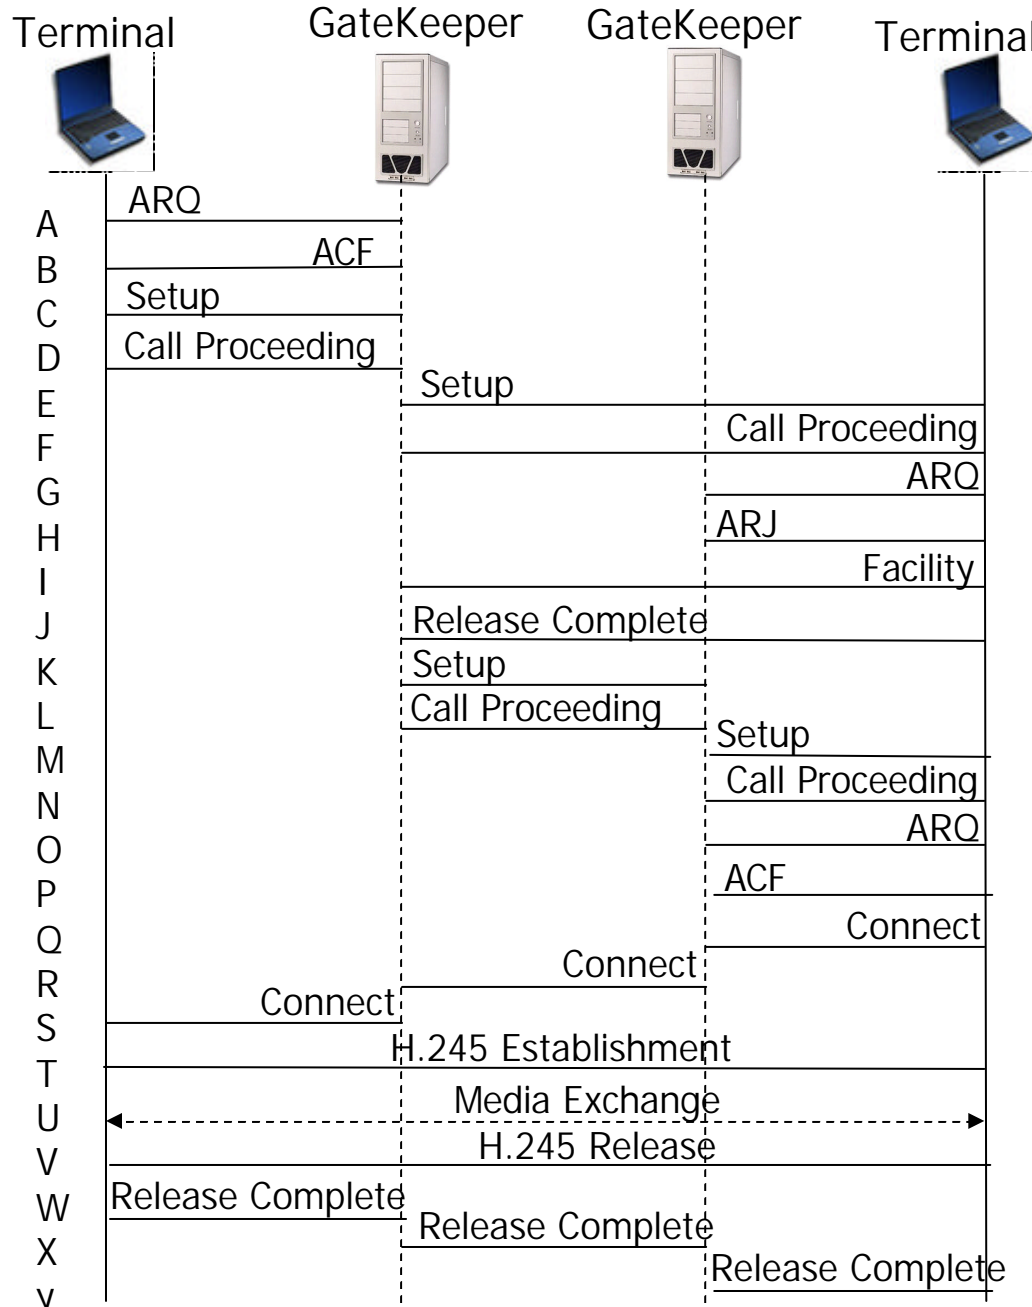 Terminal
GateKeeper
GateKeeper
Terminal
A
ARQ
B
ACF
C
Setup
D
Call Proceeding
E
Setup
F
Call Proceeding
G
ARQ
H
ARJ
I
Facility
J
Release Complete
K
Setup
L
Call Proceeding
M
Setup
N
Call Proceeding
O
ARQ
P
ACF
Q
Connect
R
Connect
S
Connect
T
H.245 Establishment
U
Media Exchange
V
H.245 Release
W
Release Complete
X
Release Complete
Y
Release Complete